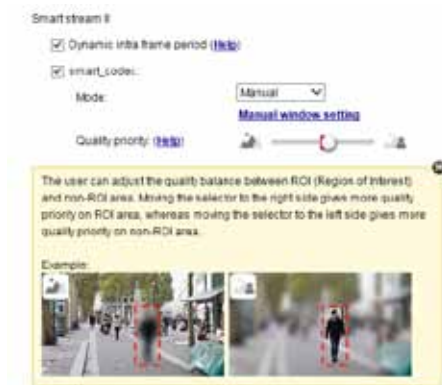 Smart stream II
Dynamic intra frame period (Help)
smart_codec:
Mode: Manual
Manual window setting
Quality priority: (Help)
The user can adjust the quality balance between ROI (Region of Interest)
and non-ROI area. Moving the selector to the right side gives more quality
priority on ROI area, whereas moving the selector to the left side gives more
quality priority on non-ROI area.
Example: